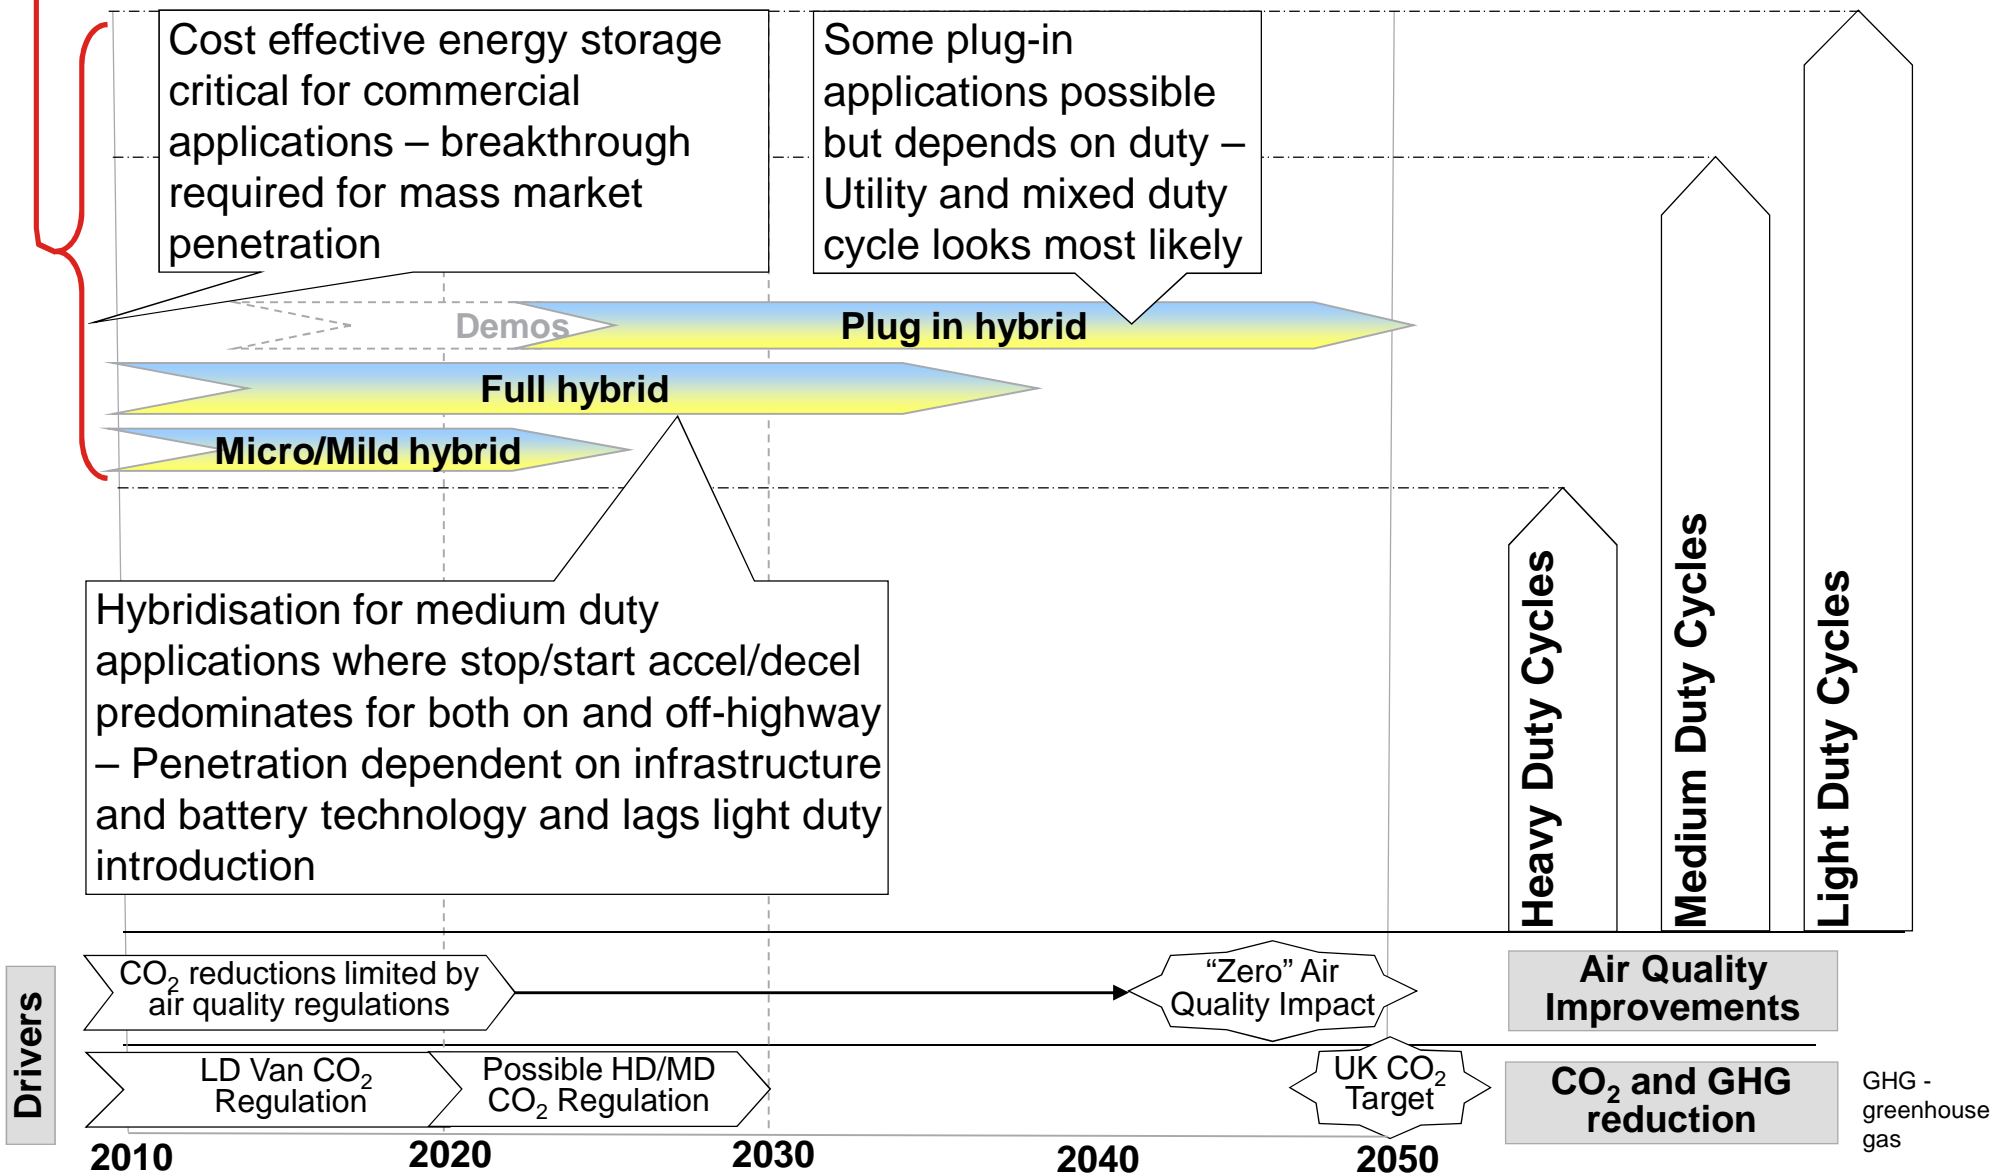 Cost effective energy storage
critical for commercial
applications – breakthrough
required for mass market
penetration
Some plug-in
applications possible
but depends on duty –
Utility and mixed duty
cycle looks most likely
Demos
Plug in hybrid
Full hybrid
Micro/Mild hybrid
Hybridisation for medium duty
applications where stop/start accel/decel
predominates for both on and off-highway
– Penetration dependent on infrastructure
and battery technology and lags light duty
introduction
Heavy Duty Cycles
Medium Duty Cycles
Light Duty Cycles
Drivers
CO₂ reductions limited by
air quality regulations
“Zero” Air
Quality Impact
Air Quality
Improvements
LD Van CO₂
Regulation
Possible HD/MD
CO₂ Regulation
UK CO₂
Target
CO₂ and GHG
reduction
GHG -
greenhouse
gas
2010
2020
2030
2040
2050